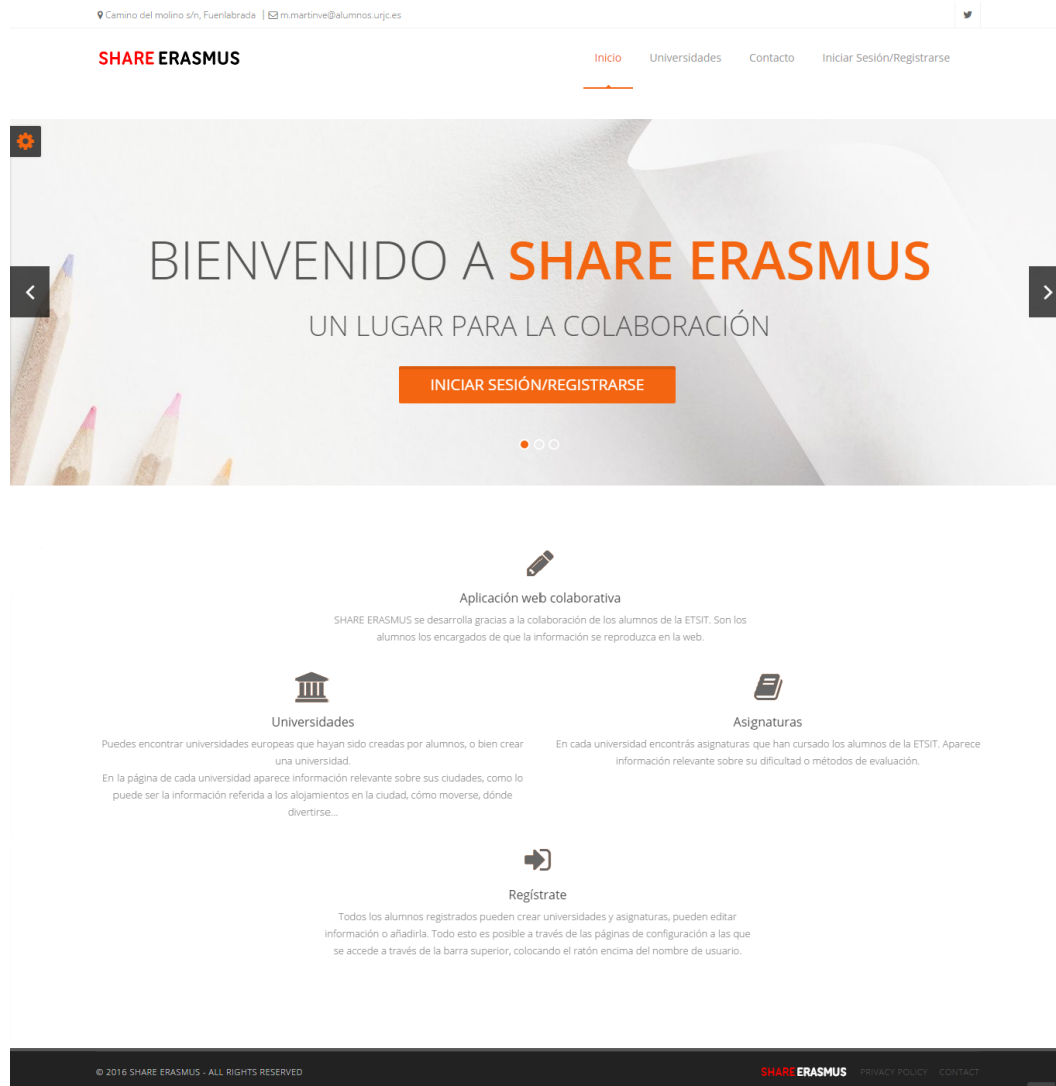 Camino del molino s/n, Fuenlabrada | m.martinve@alumnos.urjc.es
SHARE ERASMUS
Inicio Universidades Contacto Iniciar Sesión/Registrarse
BIENVENIDO A SHARE ERASMUS
UN LUGAR PARA LA COLABORACIÓN
INICIAR SESIÓN/REGISTRARSE
Aplicación web colaborativa
SHARE ERASMUS se desarrolla gracias a la colaboración de los alumnos de la ETSIT. Son los
alumnos los encargados de que la información se reproduzca en la web.
Universidades
Puedes encontrar universidades europeas que hayan sido creadas por alumnos, o bien crear
una universidad.
En la página de cada universidad aparece información relevante sobre sus ciudades, como lo
puede ser la información referida a los alojamientos en la ciudad, cómo moverse, dónde
divertirse...
Asignaturas
En cada universidad encontrás asignaturas que han cursado los alumnos de la ETSIT. Aparece
información relevante sobre su dificultad o métodos de evaluación.
Regístrate
Todos los alumnos registrados pueden crear universidades y asignaturas, pueden editar
información o añadirla. Todo esto es posible a través de las páginas de configuración a las que
se accede a través de la barra superior, colocando el ratón encima del nombre de usuario.
© 2016 SHARE ERASMUS - ALL RIGHTS RESERVED
SHARE ERASMUS PRIVACY POLICY CONTACT